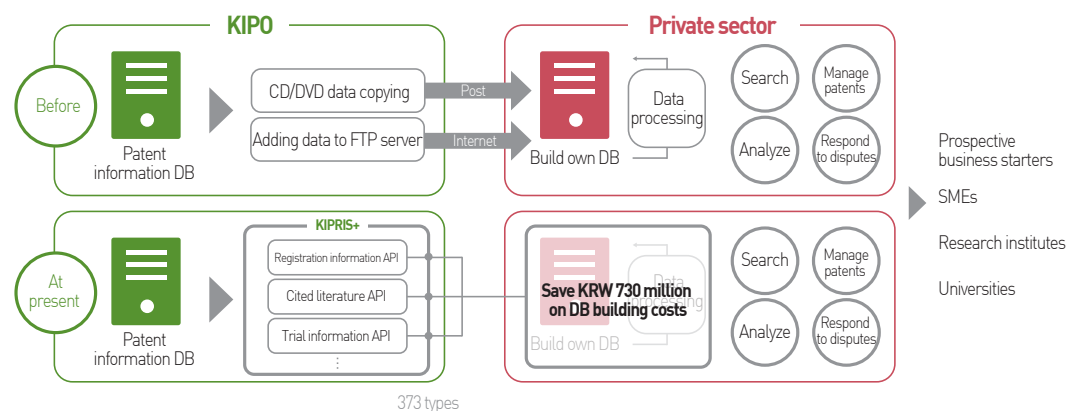 KIPO
Private sector
Before
Patent
information DB
CD/DVD data copying
Adding data to FTP server
Post
Internet
Build own DB
Data
processing
Search
Manage
patents
Analyze
Respond
to disputes
At
present
Patent
information DB
KIPRIS+
Registration information API
Cited literature API
Trial information API
⋮
373 types
Data
processing
Save KRW 730 million
on DB building costs
Build own DB
Search
Manage
patents
Analyze
Respond
to disputes
Prospective
business starters
SMEs
Research institutes
Universities